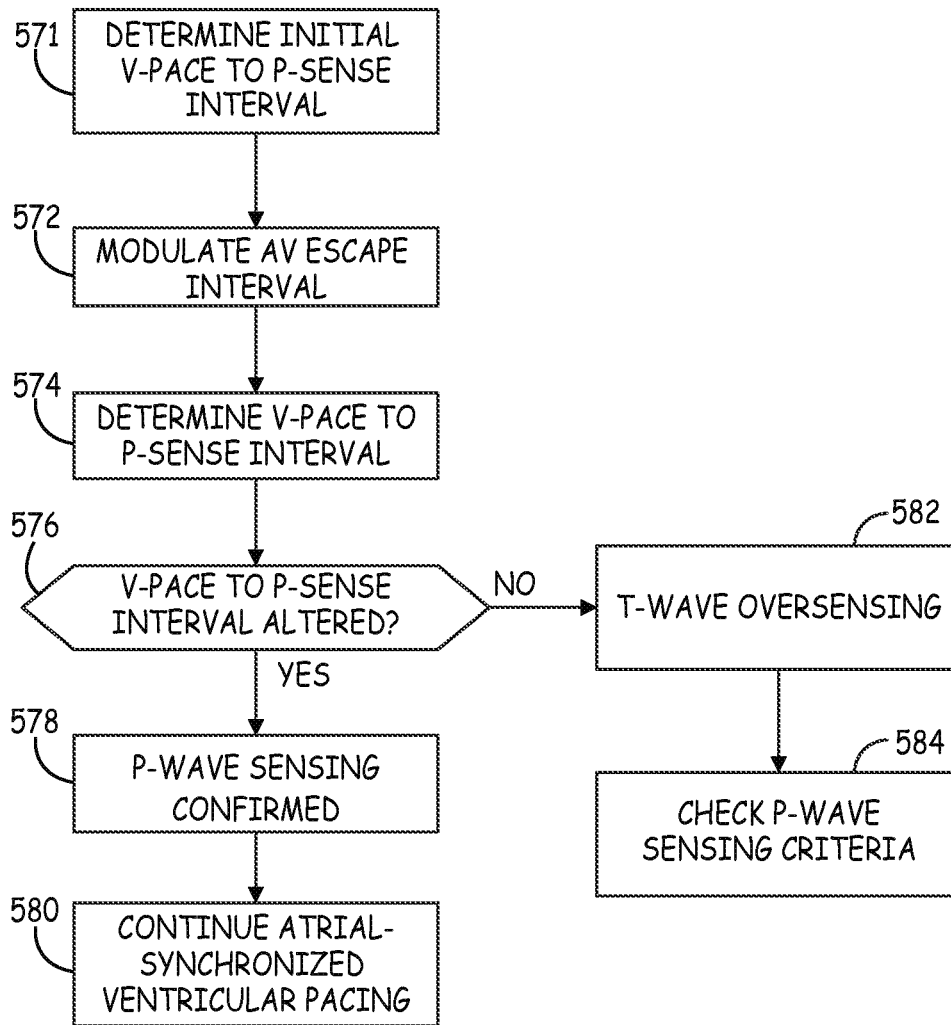 571
DETERMINE INITIAL
V-PACE TO P-SENSE
INTERVAL
572
MODULATE AV ESCAPE
INTERVAL
574
DETERMINE V-PACE TO
P-SENSE INTERVAL
576
V-PACE TO P-SENSE
INTERVAL ALTERED?
NO
582
T-WAVE OVERSENSING
YES
578
P-WAVE SENSING
CONFIRMED
584
CHECK P-WAVE
SENSING CRITERIA
580
CONTINUE ATRIAL-
SYNCHRONIZED
VENTRICULAR PACING